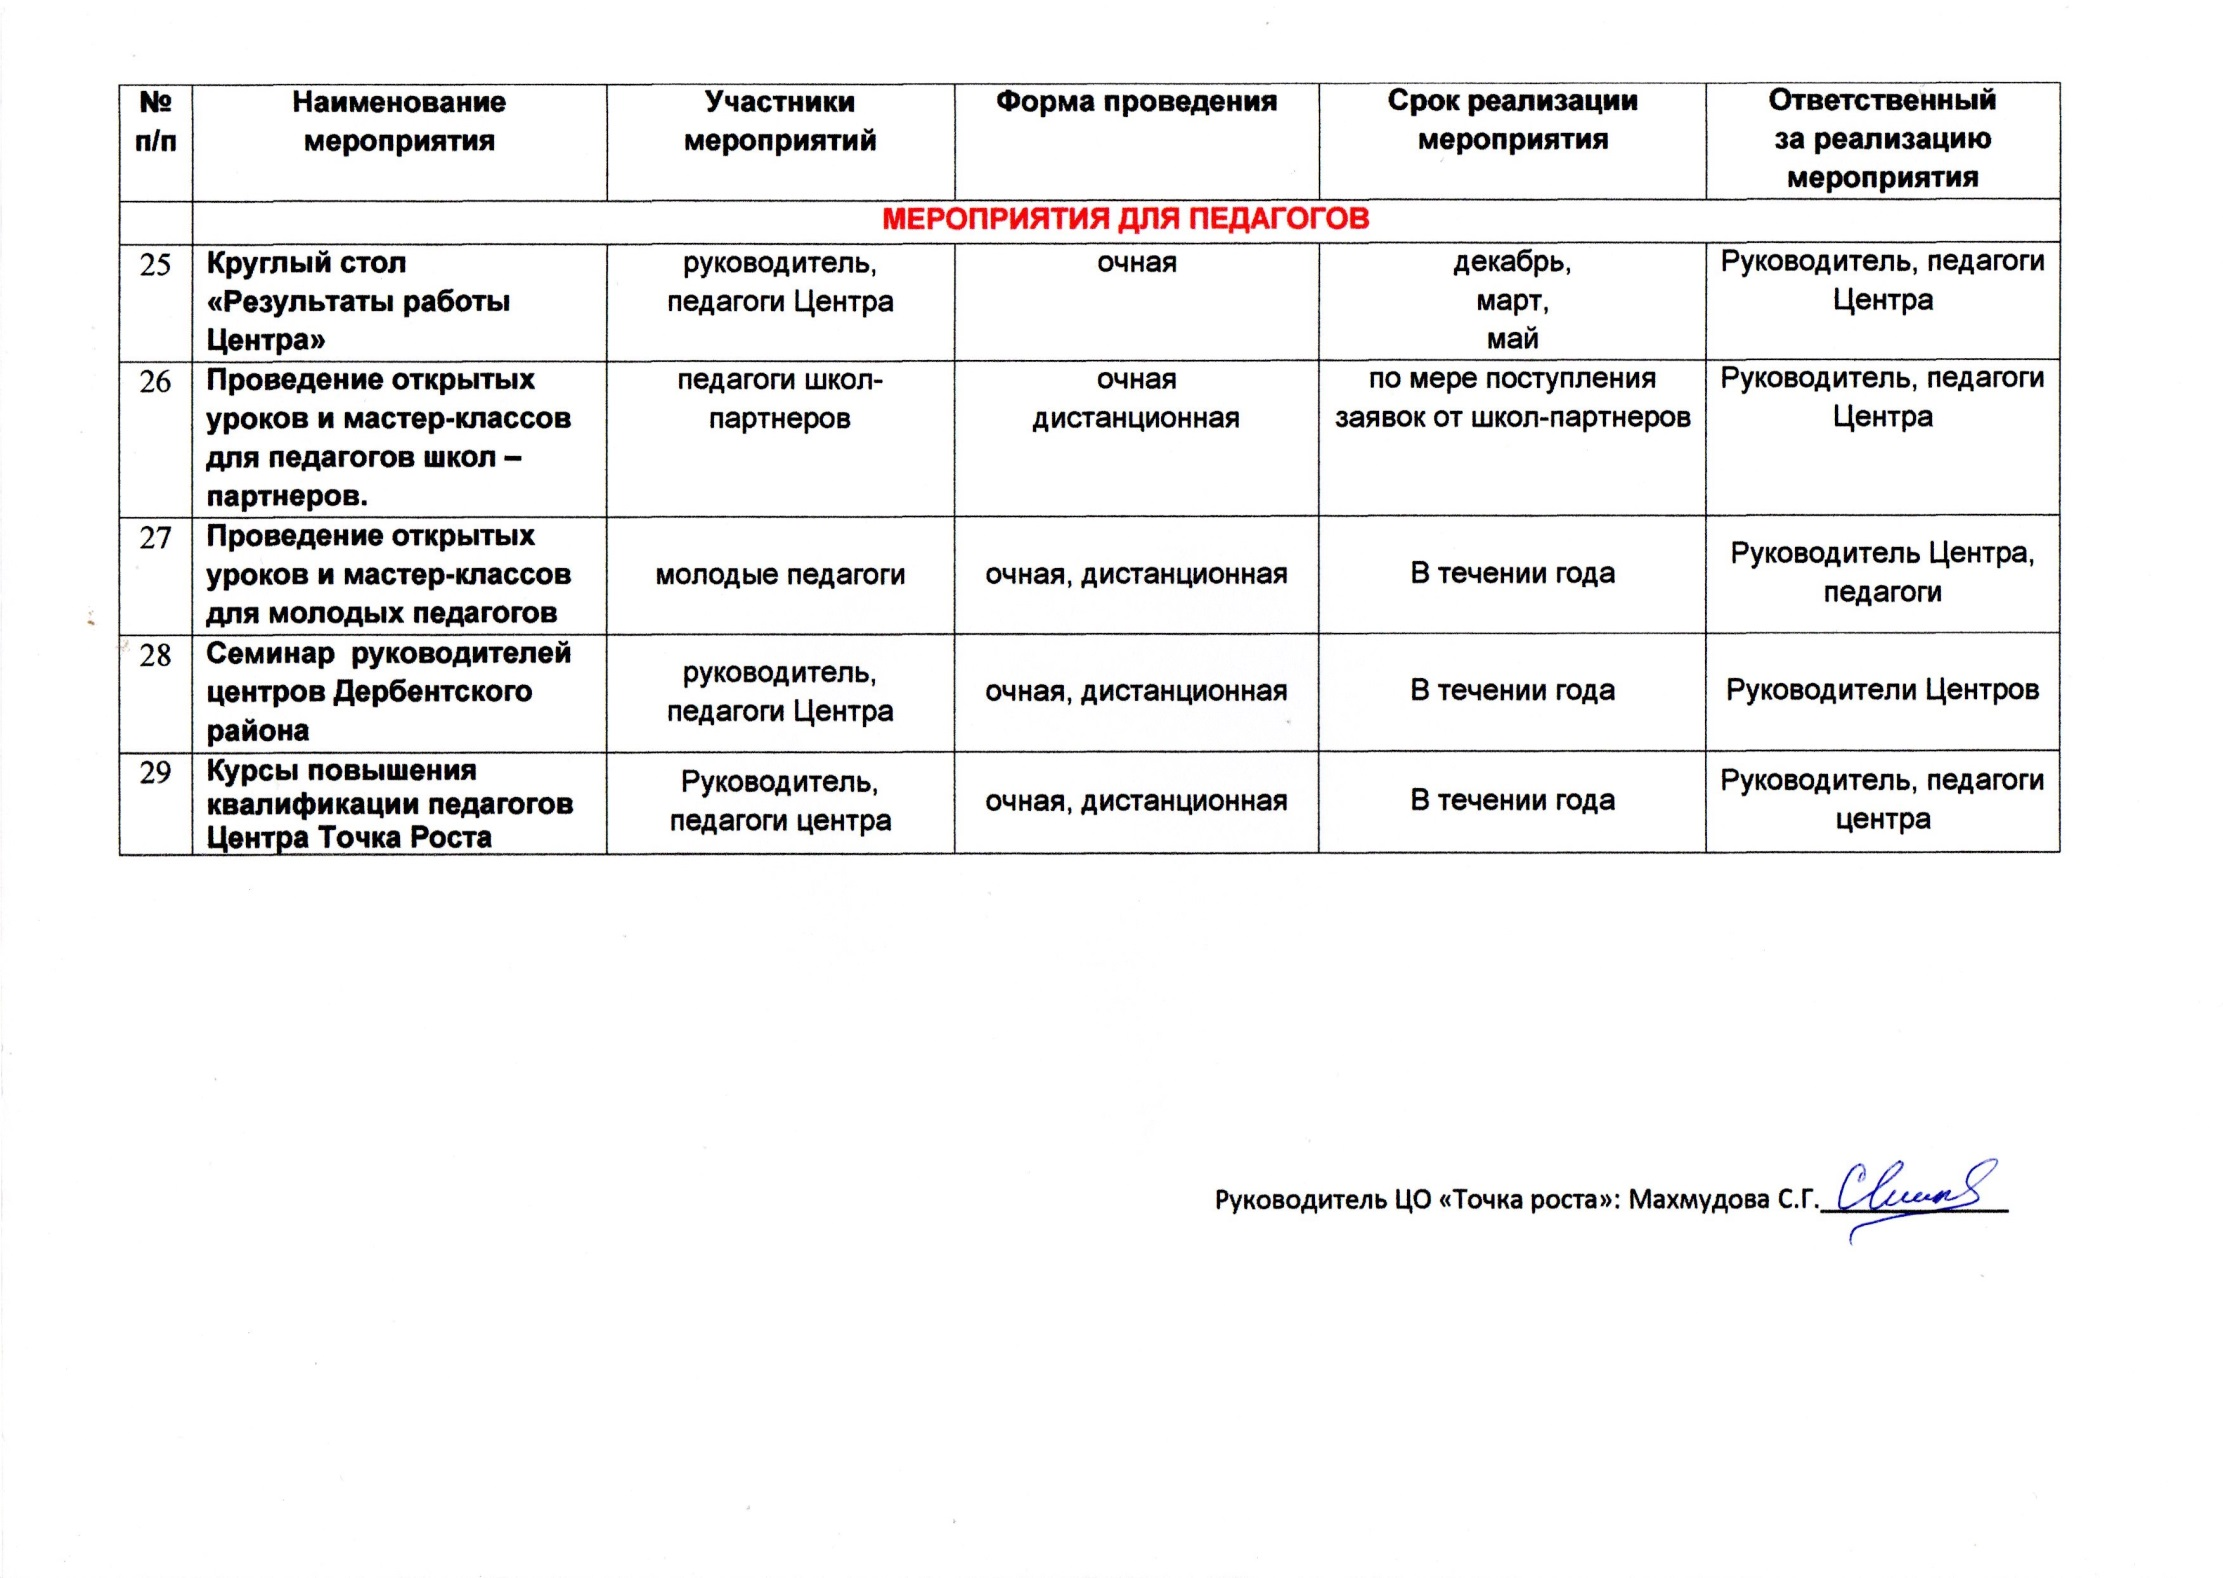 №
п/п
Наименование
мероприятия
Участники
мероприятий
Форма проведения
Срок реализации
мероприятия
Ответственный
за реализацию
мероприятия
МЕРОПРИЯТИЯ ДЛЯ ПЕДАГОГОВ
25
Круглый стол
«Результаты работы
Центра»
руководитель,
педагоги Центра
очная
декабрь,
март,
май
Руководитель, педагоги
Центра
26
Проведение открытых
уроков и мастер-классов
для педагогов школ –
партнеров.
педагоги школ-
партнеров
очная
дистанционная
по мере поступления
заявок от школ-партнеров
Руководитель, педагоги
Центра
27
Проведение открытых
уроков и мастер-классов
для молодых педагогов
молодые педагоги
очная, дистанционная
В течении года
Руководитель Центра,
педагоги
28
Семинар  руководителей
центров Дербентского
района
руководитель,
педагоги Центра
очная, дистанционная
В течении года
Руководители Центров
29
Курсы повышения
квалификации педагогов
Центра Точка Роста
Руководитель,
педагоги центра
очная, дистанционная
В течении года
Руководитель, педагоги
центра
Руководитель ЦО «Точка роста»: Махмудова С.Г.